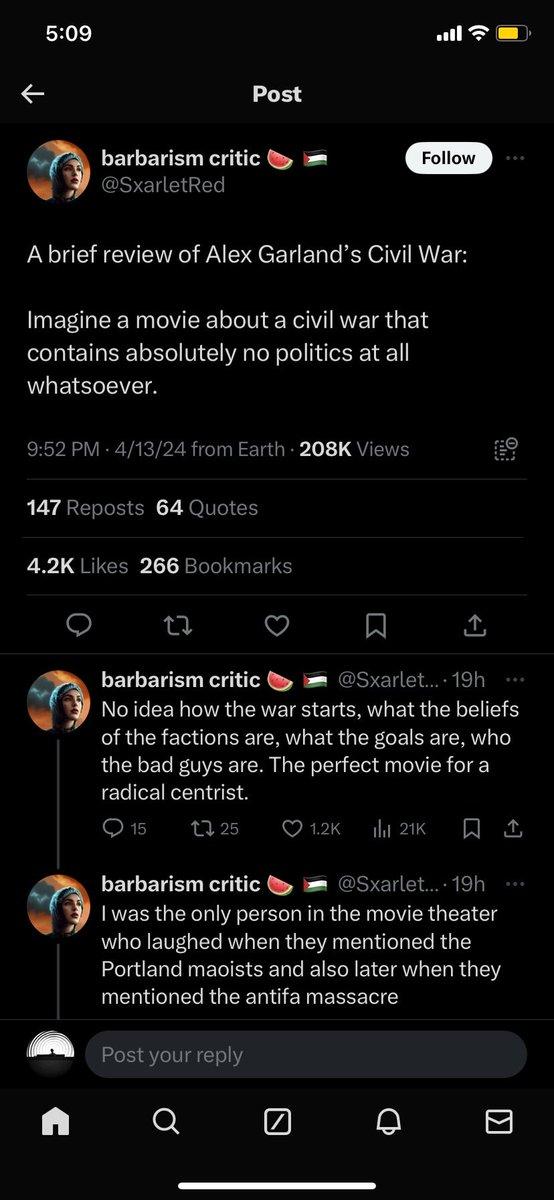 5:09
Post
barbarism critic 🍉 🇵🇸
Follow
@SxarletRed
A brief review of Alex Garland’s Civil War:
Imagine a movie about a civil war that
contains absolutely no politics at all
whatsoever.
9:52 PM · 4/13/24 from Earth · 208K Views
147 Reposts 64 Quotes
4.2K Likes 266 Bookmarks
barbarism critic 🍉 🇵🇸 @Sxarlet... · 19h
No idea how the war starts, what the beliefs
of the factions are, what the goals are, who
the bad guys are. The perfect movie for a
radical centrist.
15 25 1.2K 21K
barbarism critic 🍉 🇵🇸 @Sxarlet... · 19h
I was the only person in the movie theater
who laughed when they mentioned the
Portland maoists and also later when they
mentioned the antifa massacre
Post your reply